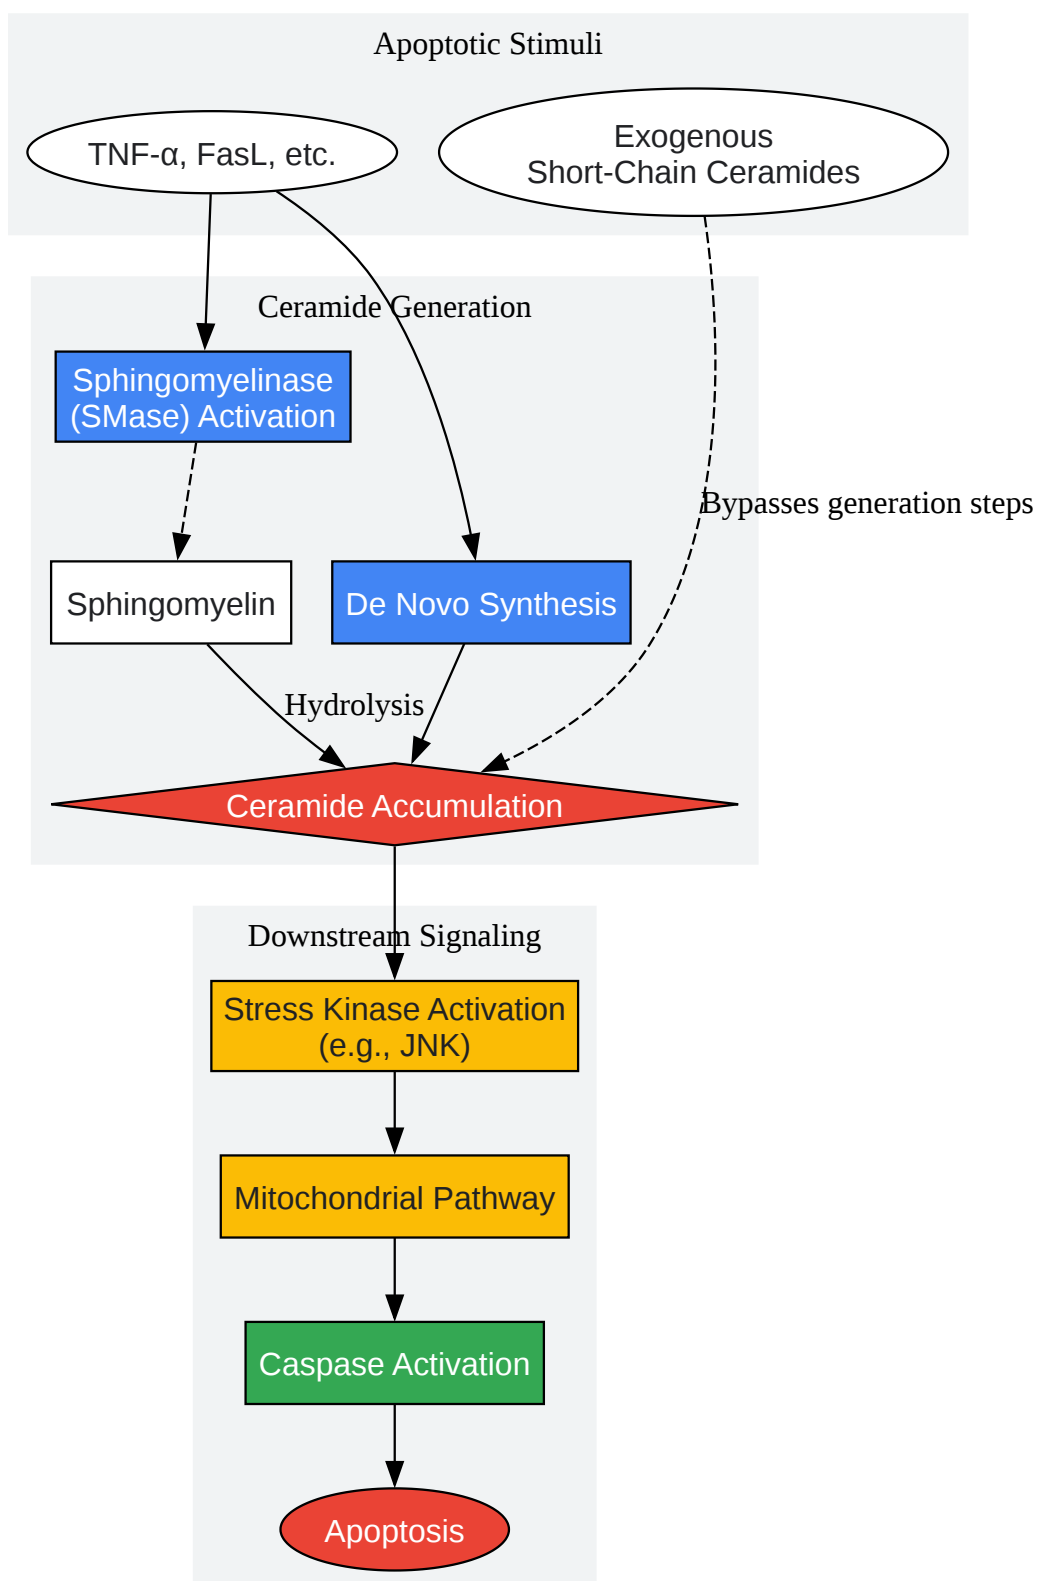 Apoptotic Stimuli
TNF-α, FasL, etc.
Exogenous
Short-Chain Ceramides
Ceramide Generation
Sphingomyelinase
(SMase) Activation
Bypasses generation steps
Sphingomyelin
De Novo Synthesis
Hydrolysis
Ceramide Accumulation
Downstream Signaling
Stress Kinase Activation
(e.g., JNK)
Mitochondrial Pathway
Caspase Activation
Apoptosis